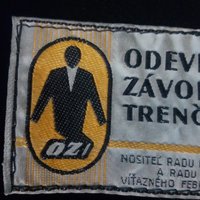 ODEV
ZÁVO
TRENČ
OZ
NOSITEĽ RADU
A RADU
VÍŤAZNÉHO FEB